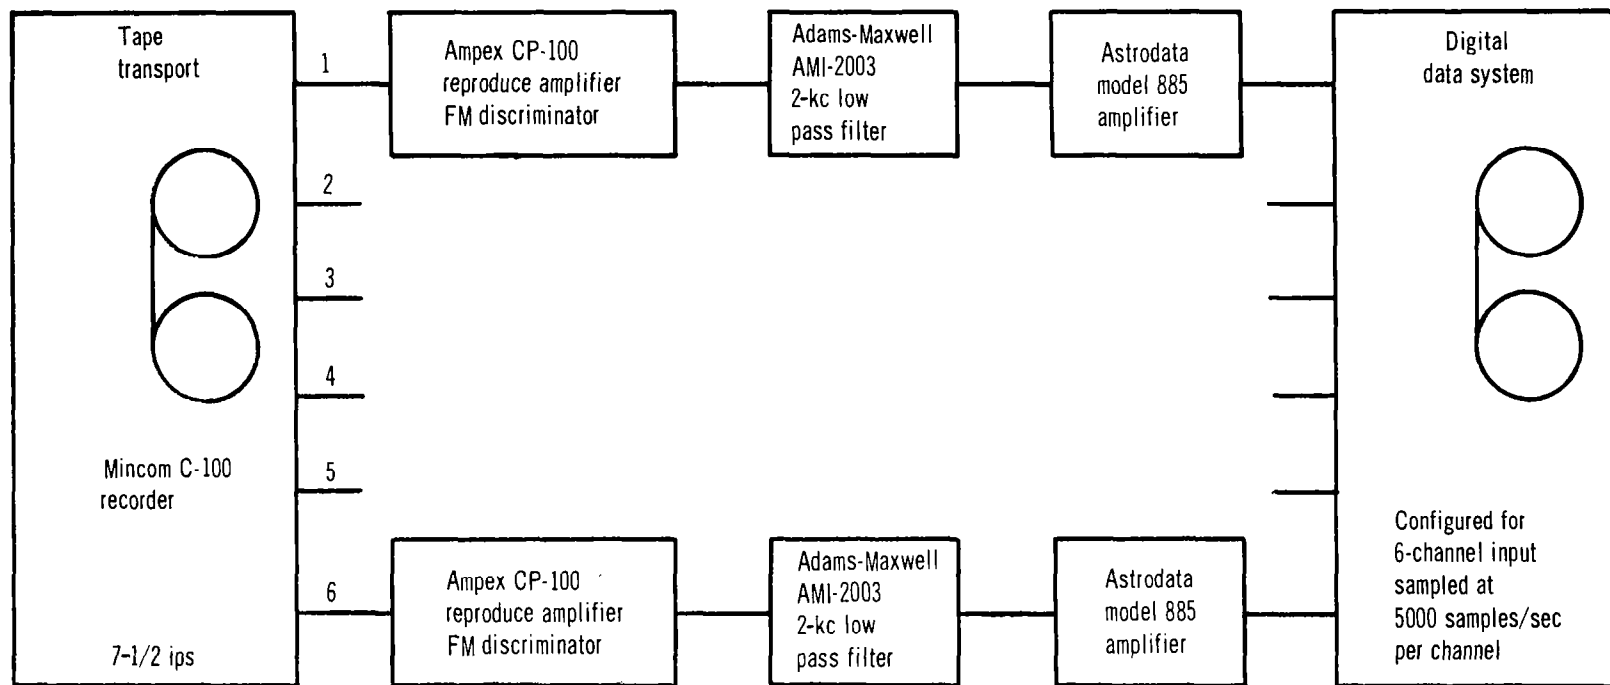 Tape
transport
1
Ampex CP-100
reproduce amplifier
FM discriminator
Adams-Maxwell
AMI-2003
2-kc low
pass filter
Astrodata
model 885
amplifier
Digital
data system
2
3
4
5
Mincom C-100
recorder
7-1/2 ips
6
Ampex CP-100
reproduce amplifier
FM discriminator
Adams-Maxwell
AMI-2003
2-kc low
pass filter
Astrodata
model 885
amplifier
Configured for
6-channel input
sampled at
5000 samples/sec
per channel